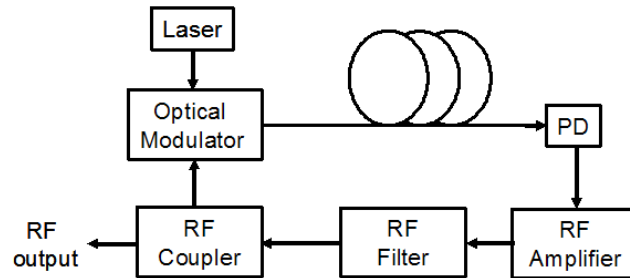 Laser
Optical
Modulator
PD
RF
output
RF
Coupler
RF
Filter
RF
Amplifier